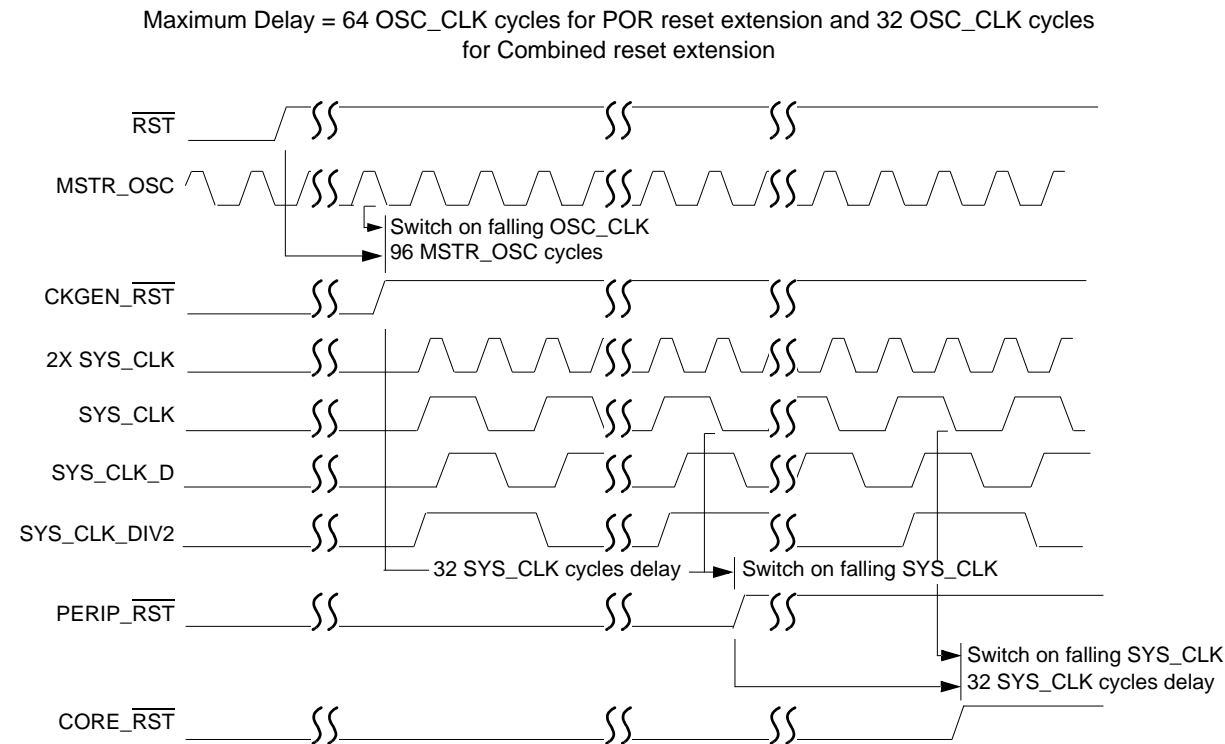 Maximum Delay = 64 OSC_CLK cycles for POR reset extension and 32 OSC_CLK cycles
for Combined reset extension
RST
MSTR_OSC
Switch on falling OSC_CLK
96 MSTR_OSC cycles
CKGEN_RST
2X SYS_CLK
SYS_CLK
SYS_CLK_D
SYS_CLK_DIV2
32 SYS_CLK cycles delay
Switch on falling SYS_CLK
PERIP_RST
Switch on falling SYS_CLK
32 SYS_CLK cycles delay
CORE_RST